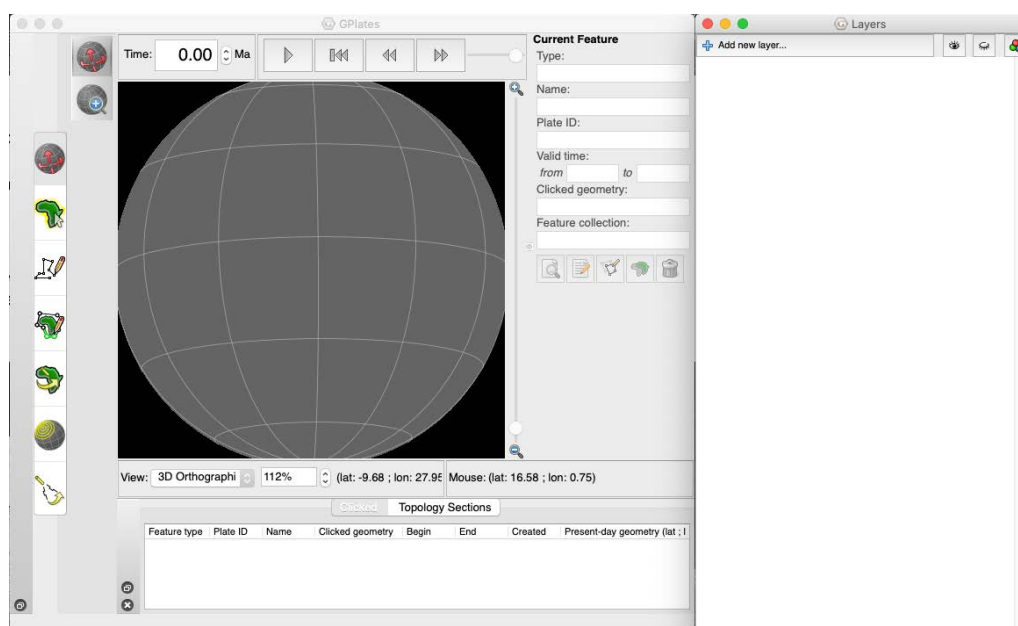 GPlates
Layers
Time: 0.00 Ma
Current Feature
Type:
Name:
Plate ID:
Valid time:
from to
Clicked geometry:
Feature collection:
Add new layer...
View: 3D Orthographi 112% (lat: -9.68 ; lon: 27.95 Mouse: (lat: 16.58 ; lon: 0.75)
Clicked Topology Sections
Feature type Plate ID Name Clicked geometry Begin End Created Present-day geometry (lat ; l